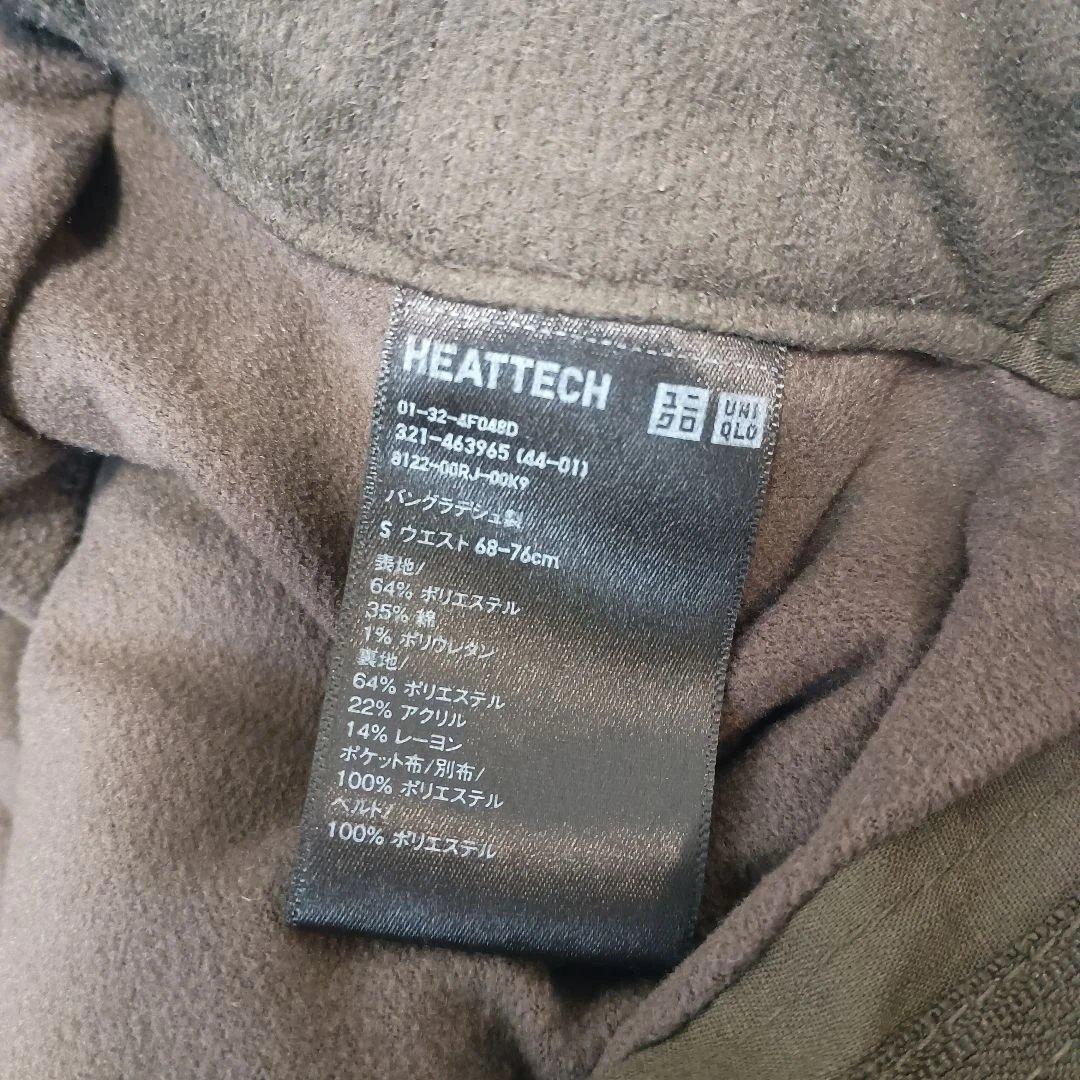 HEATTECH
ユニクロ
UNIQLO
01-32-4F048D
321-463965 (44-01)
8122-00RJ-00K9
バングラデシュ製
S ウエスト 68-76cm
表地/
64% ポリエステル
35% 綿
1% ポリウレタン
裏地/
64% ポリエステル
22% アクリル
14% レーヨン
ポケット布/別布/
100% ポリエステル
ベルト/
100% ポリエステル